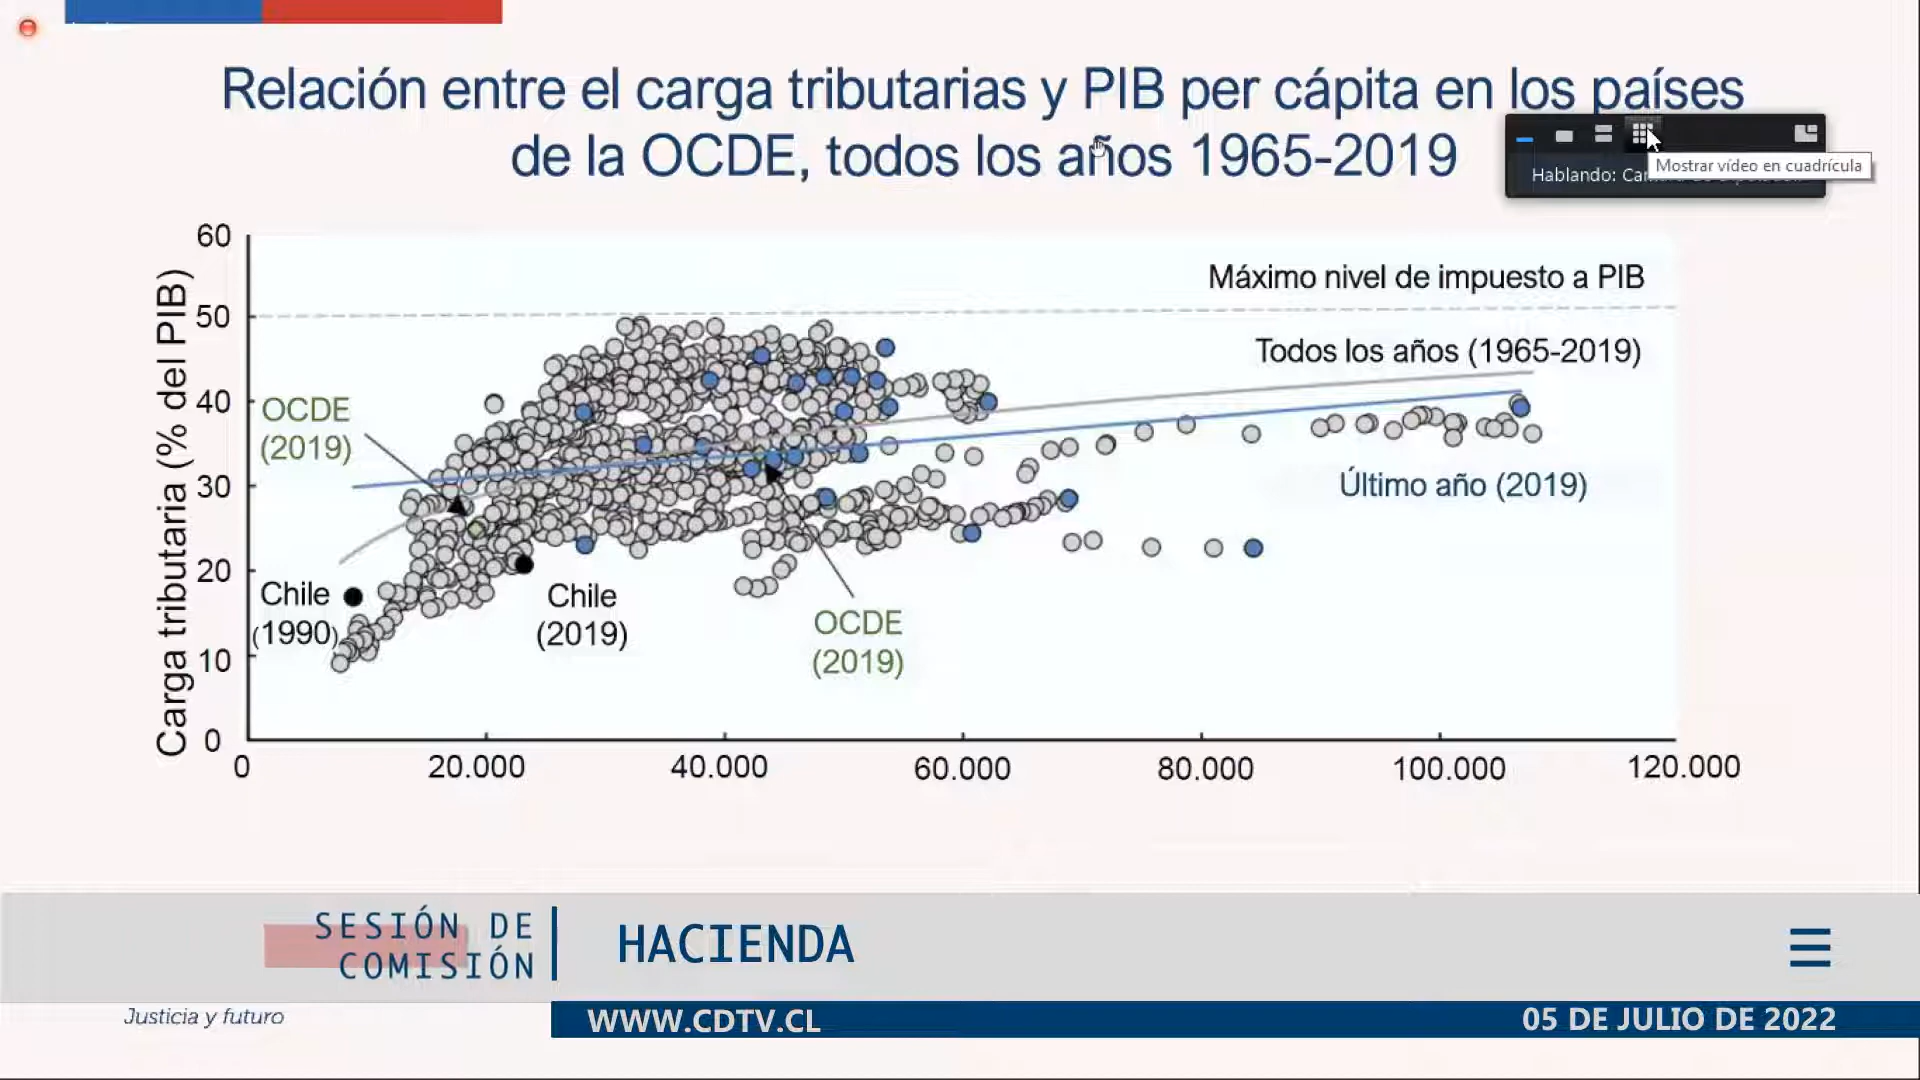 Relación entre el carga tributarias y PIB per cápita en los países
de la OCDE, todos los años 1965-2019
Mostrar vídeo en cuadrícula
Hablando:
Carga tributaria (% del PIB)
60
50
40
30
20
10
0
Máximo nivel de impuesto a PIB
Todos los años (1965-2019)
OCDE
(2019)
Último año (2019)
Chile
(1990)
Chile
(2019)
OCDE
(2019)
0
20.000
40.000
60.000
80.000
100.000
120.000
SESIÓN DE
COMISIÓN
HACIENDA
Justicia y futuro
WWW.CDTV.CL
05 DE JULIO DE 2022